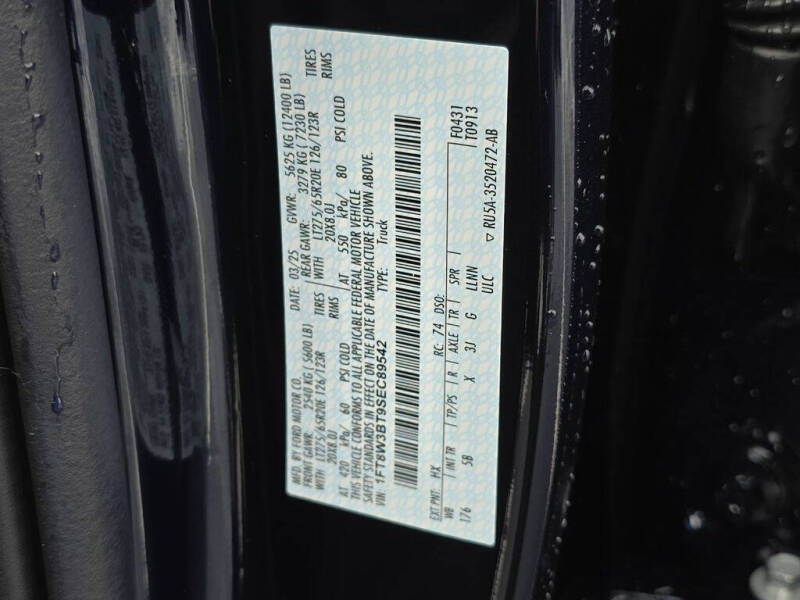 MFD. BY FORD MOTOR CO. DATE: 03/25 GVWR: 5625 KG (12400 LB)
FRONT GAWR: 2540 KG ( 5600 LB) REAR GAWR: 3279 KG ( 7230 LB)
WITH LT275/65R20E 126/123R TIRES WITH LT275/65R20E 126/123R TIRES
20X8.0J RIMS 20X8.0J RIMS
AT 420 kPa/ 60 PSI COLD AT 550 kPa/ 80 PSI COLD
THIS VEHICLE CONFORMS TO ALL APPLICABLE FEDERAL MOTOR VEHICLE
SAFETY STANDARDS IN EFFECT ON THE DATE OF MANUFACTURE SHOWN ABOVE.
VIN: 1FT8W3BT9SEC89542 TYPE: Truck
EXT PNT: HX RC: 74 DSO: F0431
WB INT TR TP/PS R AXLE TR SPR T0913
176 SB X 3J G LLNN
ULC ▽ RU5A-3520472-AB